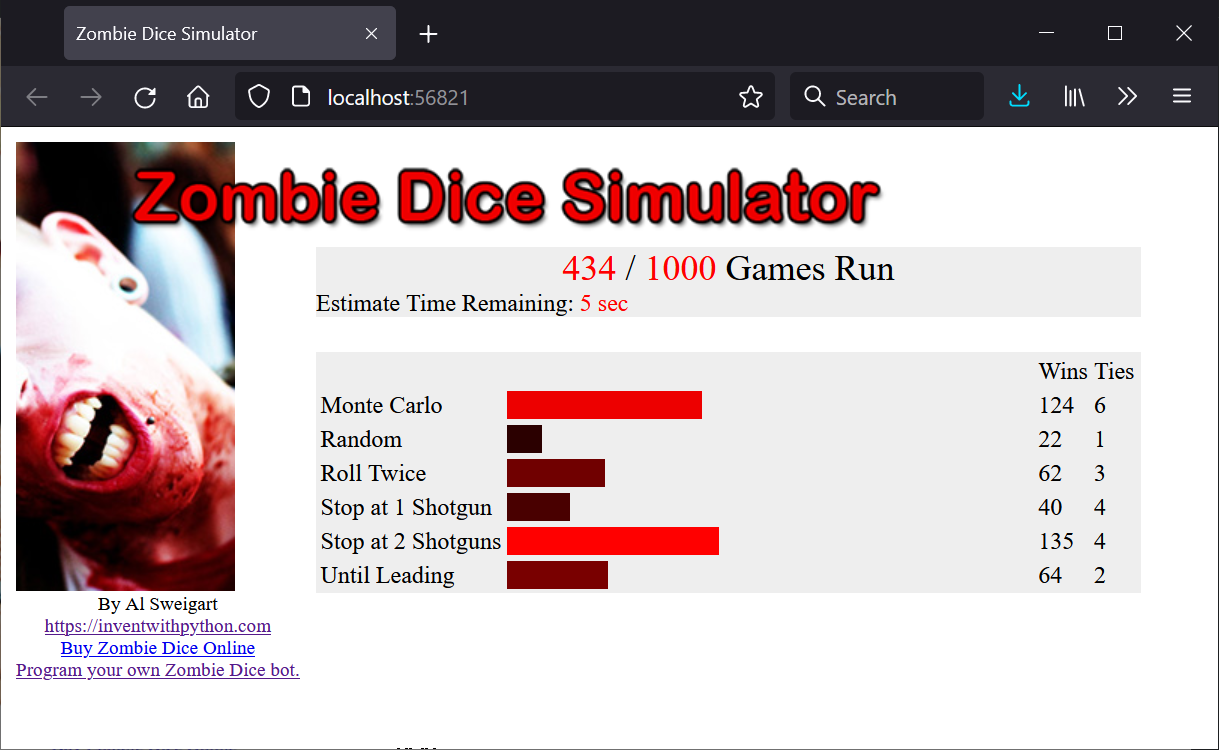 Zombie Dice Simulator
localhost:56821
Search
Zombie Dice Simulator
434 / 1000 Games Run
Estimate Time Remaining: 5 sec
Wins Ties
Monte Carlo 124 6
Random 22 1
Roll Twice 62 3
Stop at 1 Shotgun 40 4
Stop at 2 Shotguns 135 4
Until Leading 64 2
By Al Sweigart
https://inventwithpython.com
Buy Zombie Dice Online
Program your own Zombie Dice bot.